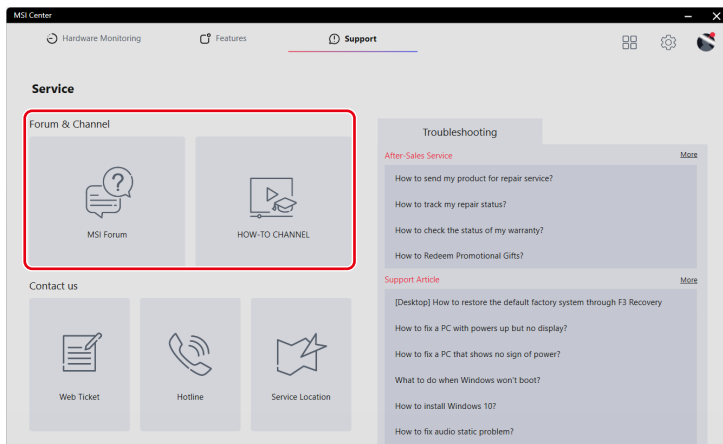 MSI Center
Hardware Monitoring
Features
Support
Service
Forum & Channel
MSI Forum
HOW-TO CHANNEL
Contact us
Web Ticket
Hotline
Service Location
Troubleshooting
After-Sales Service
More
How to send my product for repair service?
How to track my repair status?
How to check the status of my warranty?
How to Redeem Promotional Gifts?
Support Article
More
[Desktop] How to restore the default factory system through F3 Recovery
How to fix a PC with powers up but no display?
How to fix a PC that shows no sign of power?
What to do when Windows won't boot?
How to install Windows 10?
How to fix audio static problem?